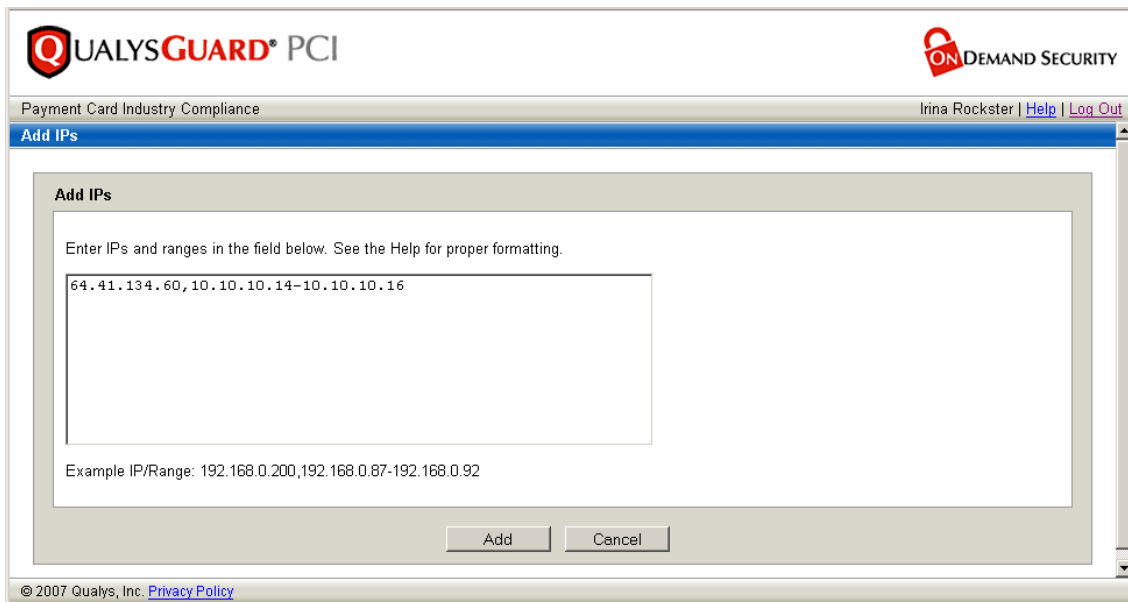 QUALYSGUARD® PCI
ON DEMAND SECURITY
Payment Card Industry Compliance
Irina Rockster | Help | Log Out
Add IPs
Add IPs
Enter IPs and ranges in the field below. See the Help for proper formatting.
64.41.134.60,10.10.10.14-10.10.10.16
Example IP/Range: 192.168.0.200,192.168.0.87-192.168.0.92
Add
Cancel
© 2007 Qualys, Inc. Privacy Policy